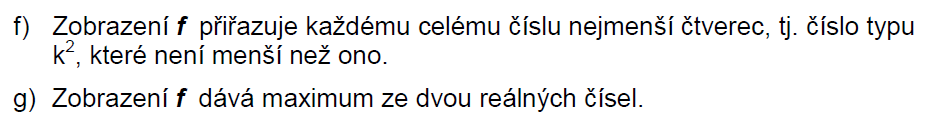 f) Zobrazení f přiřazuje každému celému číslu nejmenší čtverec, tj. číslo typu
k², které není menší než ono.
g) Zobrazení f dává maximum ze dvou reálných čísel.